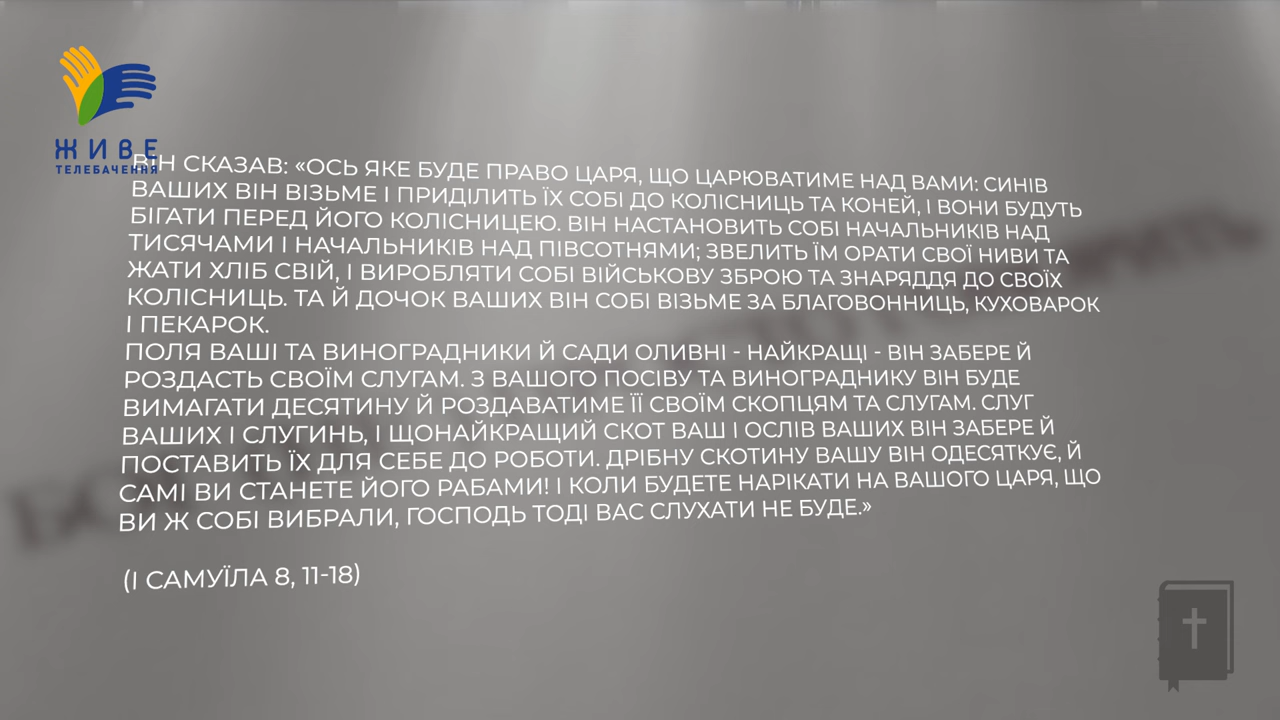 ЖИВЕ
ТЕЛЕБАЧЕННЯ
ВІН СКАЗАВ: «ОСЬ ЯКЕ БУДЕ ПРАВО ЦАРЯ, ЩО ЦАРЮВАТИМЕ НАД ВАМИ: СИНІВ
ВАШИХ ВІН ВІЗЬМЕ І ПРИДІЛИТЬ ЇХ СОБІ ДО КОЛІСНИЦЬ ТА КОНЕЙ, І ВОНИ БУДУТЬ
БІГАТИ ПЕРЕД ЙОГО КОЛІСНИЦЕЮ. ВІН НАСТАНОВИТЬ СОБІ НАЧАЛЬНИКІВ НАД
ТИСЯЧАМИ І НАЧАЛЬНИКІВ НАД ПІВСОТНЯМИ; ЗВЕЛИТЬ ЇМ ОРАТИ СВОЇ НИВИ ТА
ЖАТИ ХЛІБ СВІЙ, І ВИРОБЛЯТИ СОБІ ВІЙСЬКОВУ ЗБРОЮ ТА ЗНАРЯДДЯ ДО СВОЇХ
КОЛІСНИЦЬ. ТА Й ДОЧОК ВАШИХ ВІН СОБІ ВІЗЬМЕ ЗА БЛАГОВОННИЦЬ, КУХОВАРОК
І ПЕКАРОК.
ПОЛЯ ВАШІ ТА ВИНОГРАДНИКИ Й САДИ ОЛИВНІ - НАЙКРАЩІ - ВІН ЗАБЕРЕ Й
РОЗДАСТЬ СВОЇМ СЛУГАМ. З ВАШОГО ПОСІВУ ТА ВИНОГРАДНИКУ ВІН БУДЕ
ВИМАГАТИ ДЕСЯТИНУ Й РОЗДАВАТИМЕ ЇЇ СВОЇМ СКОПЦЯМ ТА СЛУГАМ. СЛУГ
ВАШИХ І СЛУГИНЬ, І ЩОНАЙКРАЩИЙ СКОТ ВАШ І ОСЛІВ ВАШИХ ВІН ЗАБЕРЕ Й
ПОСТАВИТЬ ЇХ ДЛЯ СЕБЕ ДО РОБОТИ. ДРІБНУ СКОТИНУ ВАШУ ВІН ОДЕСЯТКУЄ, Й
САМІ ВИ СТАНЕТЕ ЙОГО РАБАМИ! І КОЛИ БУДЕТЕ НАРІКАТИ НА ВАШОГО ЦАРЯ, ЩО
ВИ Ж СОБІ ВИБРАЛИ, ГОСПОДЬ ТОДІ ВАС СЛУХАТИ НЕ БУДЕ.»
(І САМУЇЛА 8, 11-18)